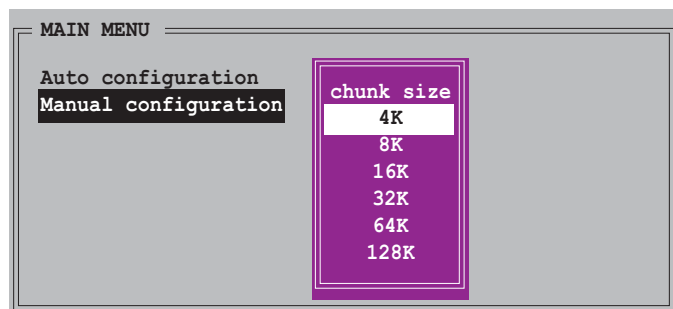 MAIN MENU
Auto configuration
Manual configuration
chunk size
4K
8K
16K
32K
64K
128K